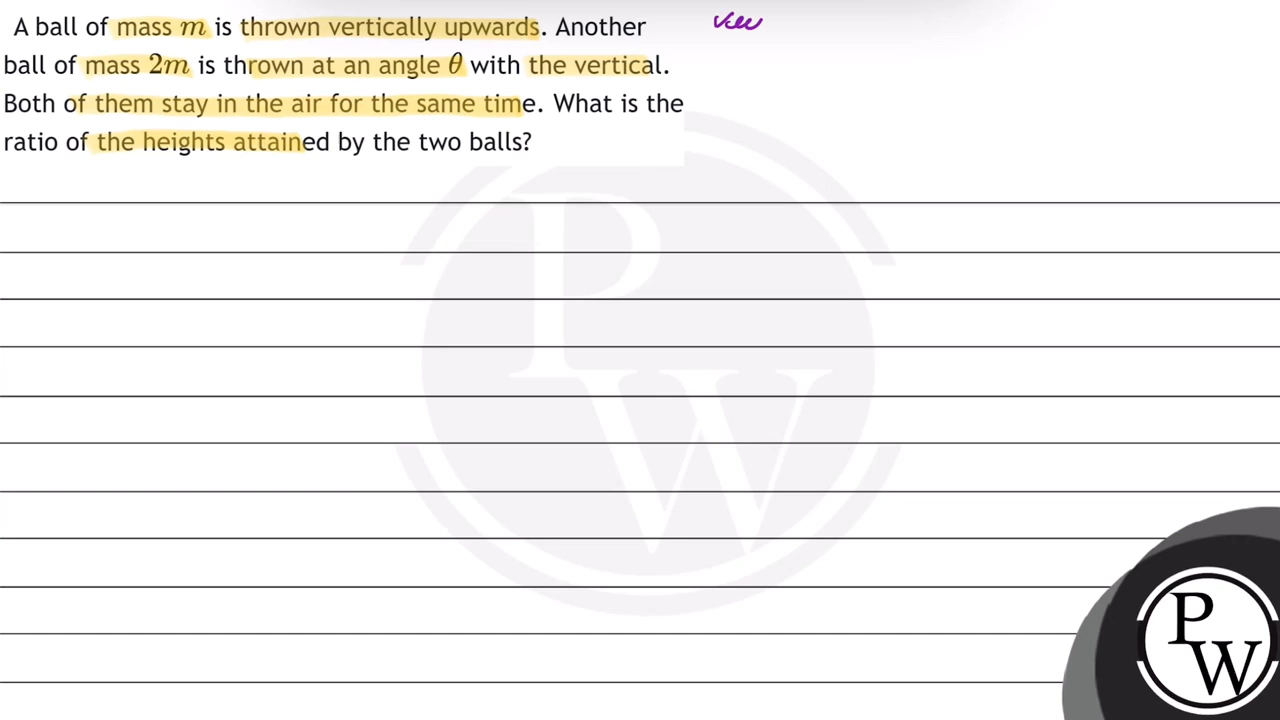 A ball of mass m is thrown vertically upwards. Another
ball of mass 2m is thrown at an angle θ with the vertical.
Both of them stay in the air for the same time. What is the
ratio of the heights attained by the two balls?
P
W
P
W